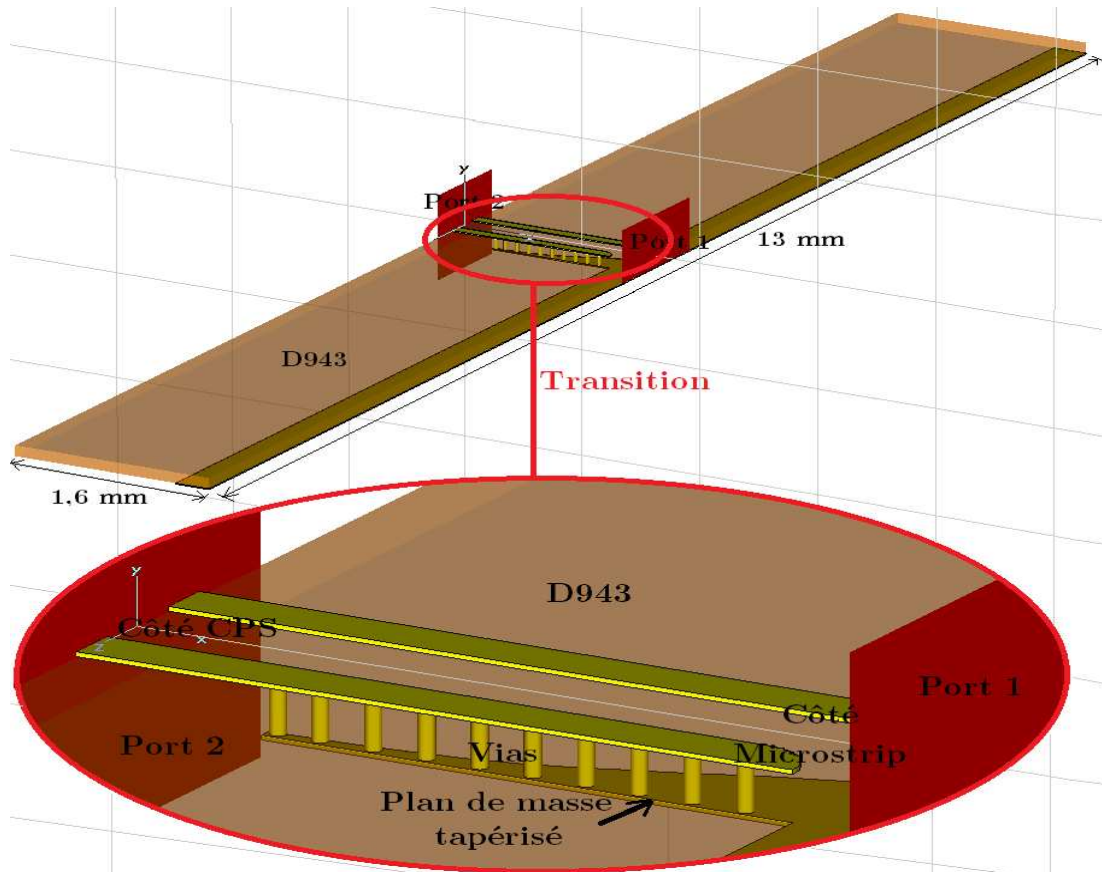 Y
Port 2
Port 1
13 mm
D943
Transition
1,6 mm
D943
Y
Côté CPS
x
z
Port 1
Côté
Microstrip
Port 2
Vias
Plan de masse
tapérisé